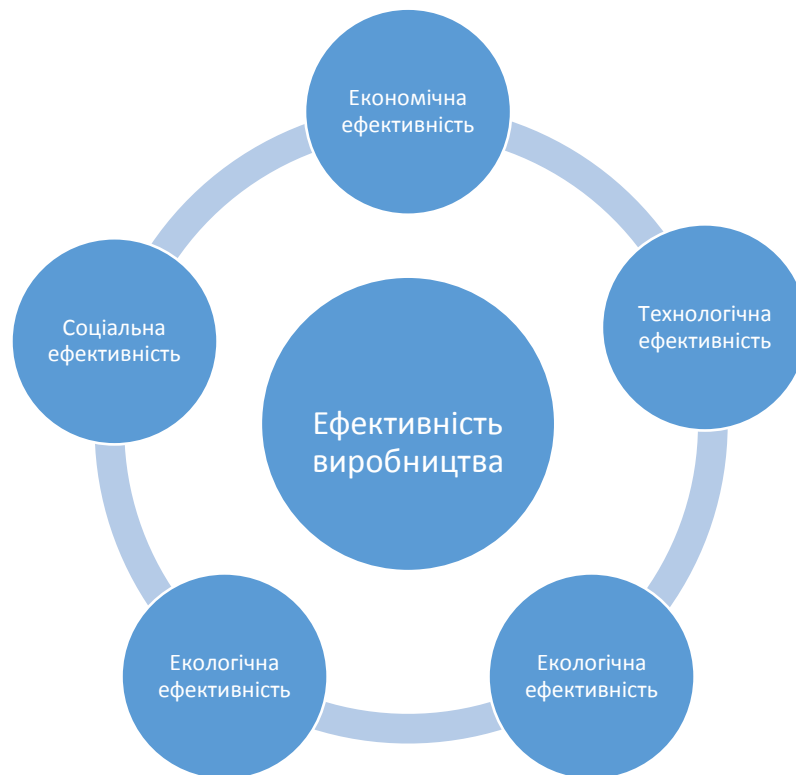 Економічна
ефективність
Технологічна
ефективність
Соціальна
ефективність
Ефективність
виробництва
Екологічна
ефективність
Екологічна
ефективність